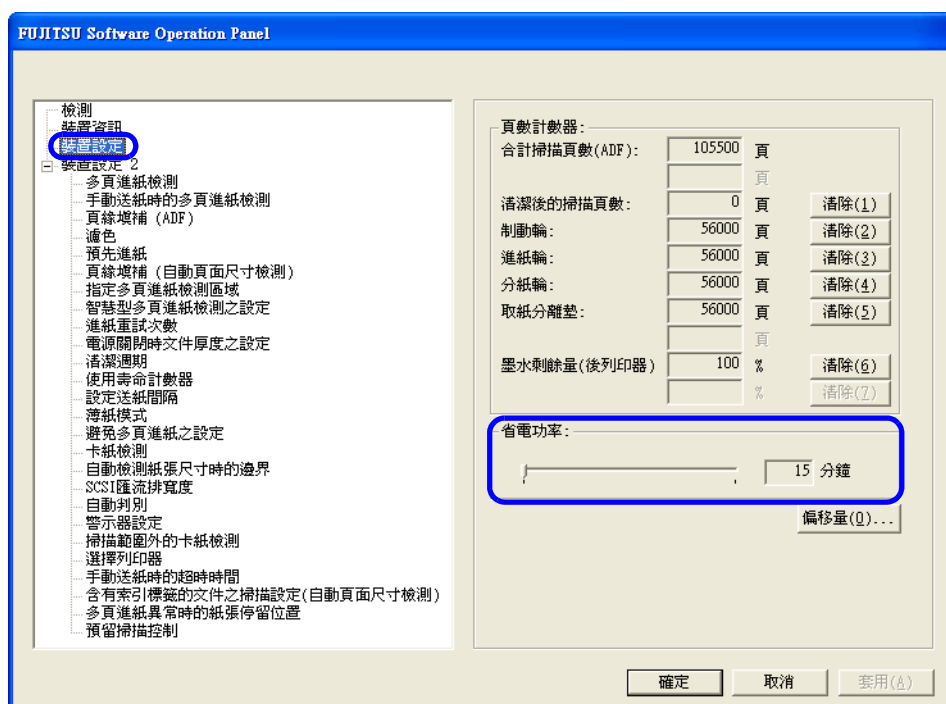 FUJITSU Software Operation Panel
檢測
裝置資訊
裝置設定
裝置設定 2
多頁進紙檢測
手動送紙時的多頁進紙檢測
頁緣填補 (ADF)
濾色
預先進紙
頁緣填補 (自動頁面尺寸檢測)
指定多頁進紙檢測區域
智慧型多頁進紙檢測之設定
進紙重試次數
電源關閉時文件厚度之設定
清潔週期
使用壽命計數器
設定送紙間隔
薄紙模式
避免多頁進紙之設定
卡紙檢測
自動檢測紙張尺寸時的邊界
SCSI匯流排寬度
自動判別
警示器設定
掃描範圍外的卡紙檢測
選擇列印器
手動送紙時的超時時間
含有索引標籤的文件之掃描設定(自動頁面尺寸檢測)
多頁進紙異常時的紙張停留位置
預留掃描控制
頁數計數器:
合計掃描頁數(ADF): 105500 頁
頁
清潔後的掃描頁數: 0 頁 清除(1)
制動輪: 56000 頁 清除(2)
進紙輪: 56000 頁 清除(3)
分紙輪: 56000 頁 清除(4)
取紙分離墊: 56000 頁 清除(5)
頁
墨水剩餘量(後列印器) 100 % 清除(6)
% 清除(7)
省電功率:
15 分鐘
偏移量(O)...
確定 取消 套用(A)